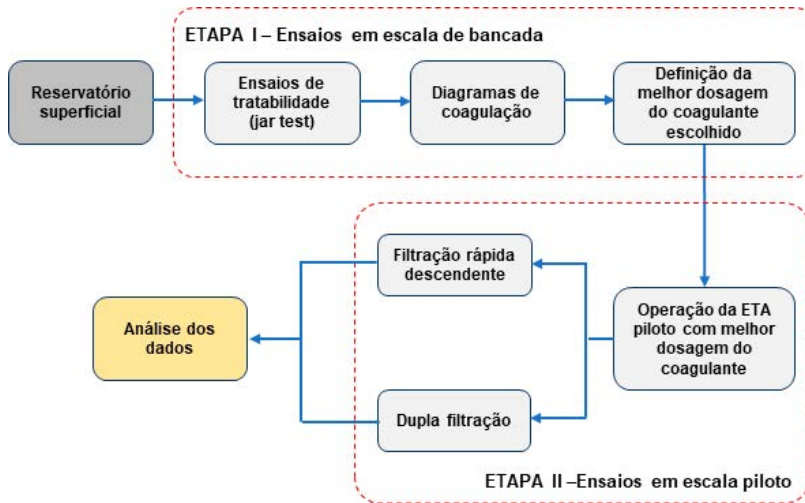 ETAPA I – Ensaios em escala de bancada
Reservatório
superficial
Ensaios de
tratabilidade
(jar test)
Diagramas de
coagulação
Definição da
melhor dosagem
do coagulante
escolhido
Filtração rápida
descendente
Operação da ETA
piloto com melhor
dosagem do
coagulante
Análise dos
dados
Dupla filtração
ETAPA II –Ensaios em escala piloto